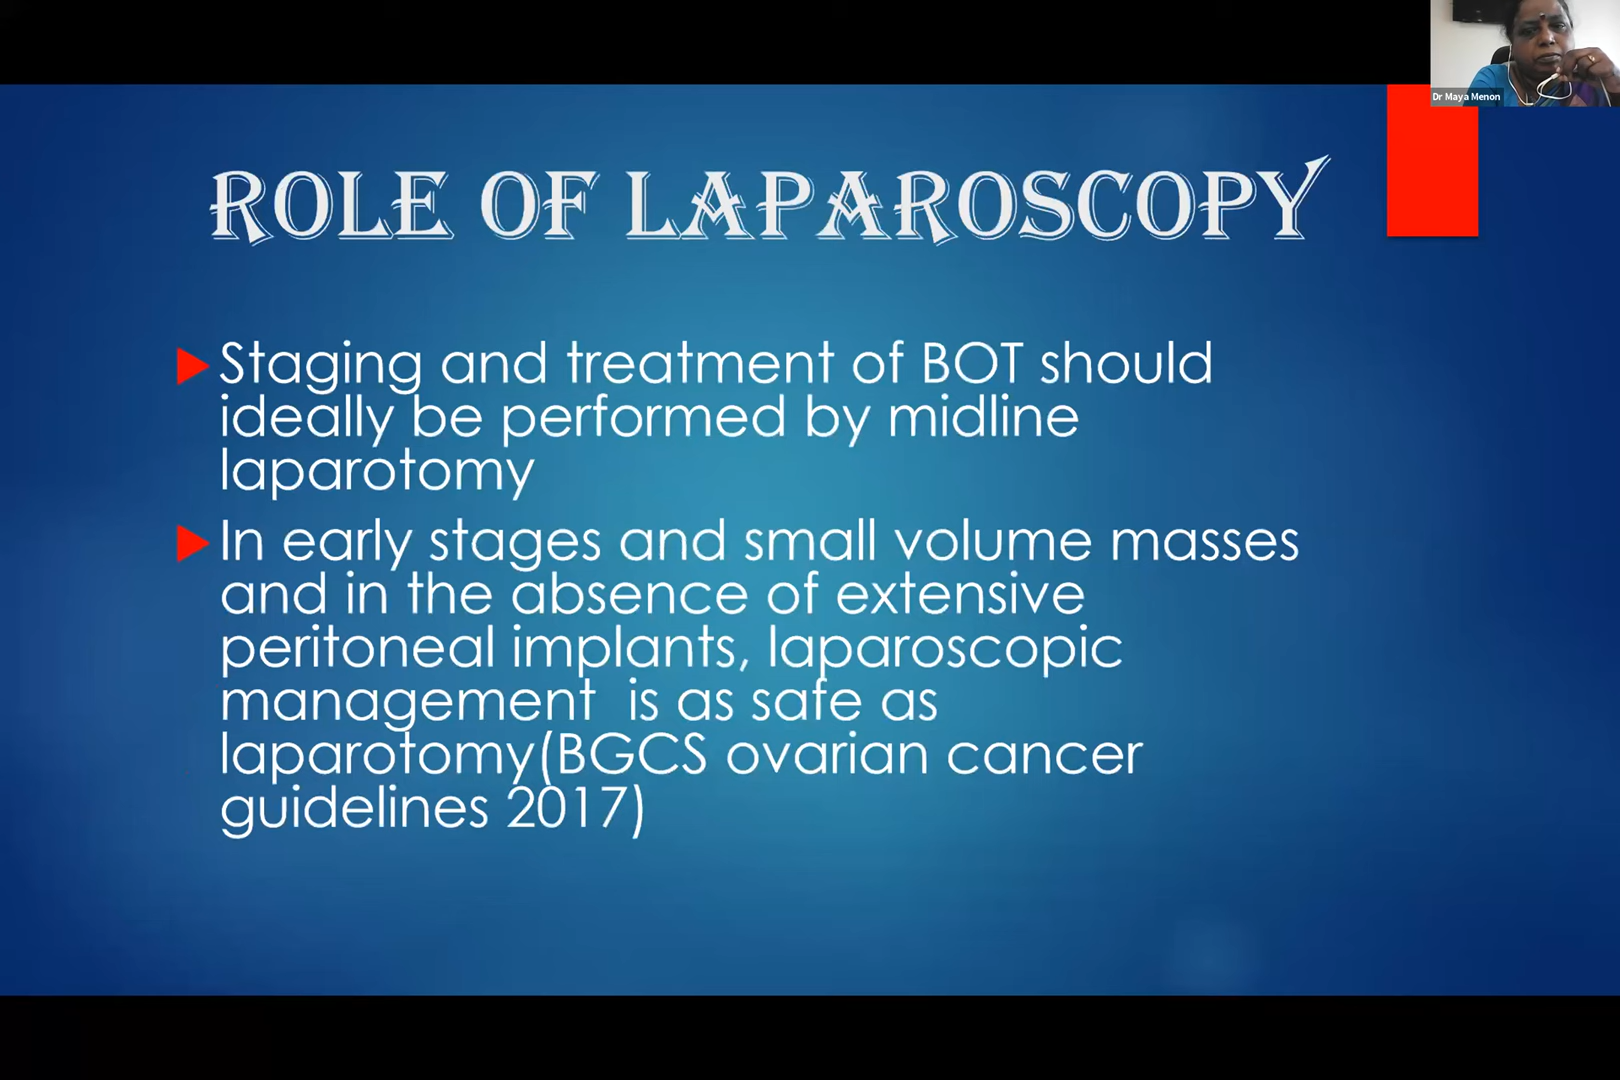 Dr Maya Menon
ROLE OF LAPAROSCOPY
Staging and treatment of BOT should
ideally be performed by midline
laparotomy
In early stages and small volume masses
and in the absence of extensive
peritoneal implants, laparoscopic
management is as safe as
laparotomy(BGCS ovarian cancer
guidelines 2017)